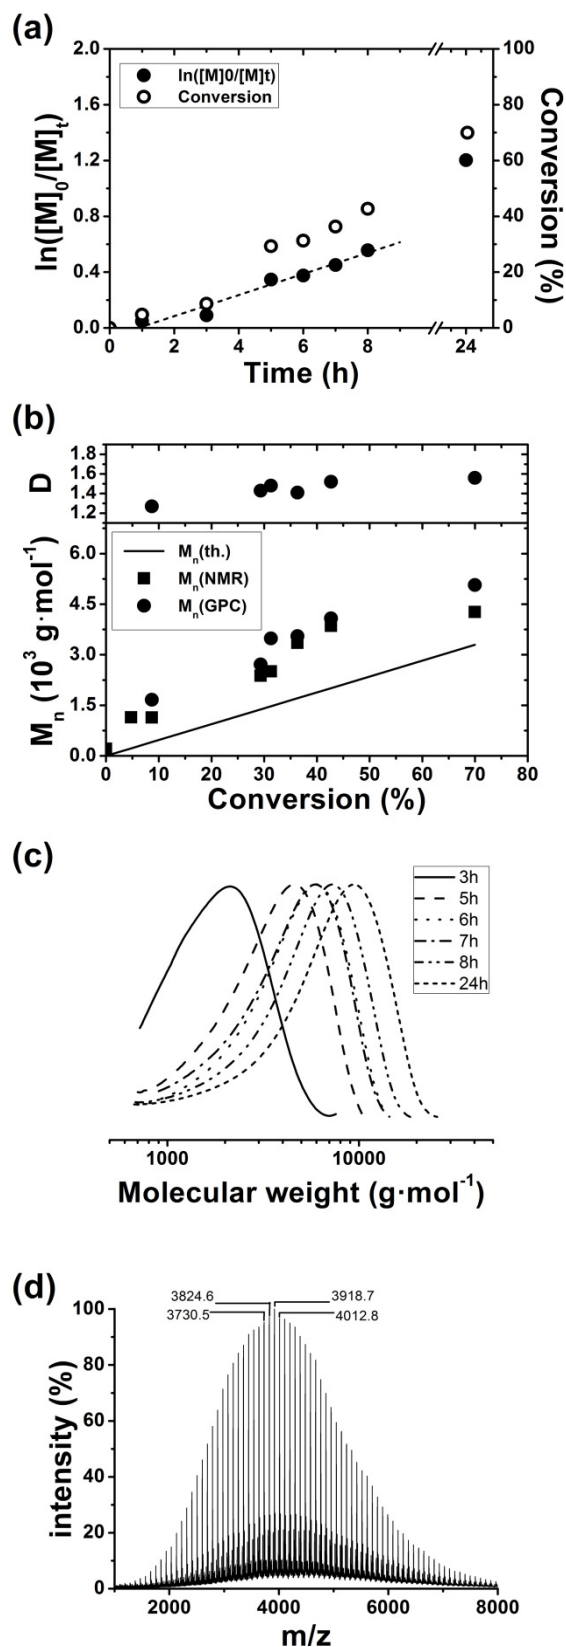 (a)
2.0
1.6
1.2
0.8
0.4
0.0
ln([M]₀/[M]ₜ)
ln([M]0/[M]t)
Conversion
100
80
60
40
20
0
Conversion (%)
0 2 4 6 8 24
Time (h)
(b)
1.8
1.6
1.4
1.2
D
6.0
4.5
3.0
1.5
0.0
Mₙ (10³ g·mol⁻¹)
Mₙ(th.)
Mₙ(NMR)
Mₙ(GPC)
0 10 20 30 40 50 60 70 80
Conversion (%)
(c)
3h
5h
6h
7h
8h
24h
1000 10000
Molecular weight (g·mol⁻¹)
(d)
3824.6 3918.7
3730.5 4012.8
100
80
60
40
20
0
intensity (%)
2000 4000 6000 8000
m/z